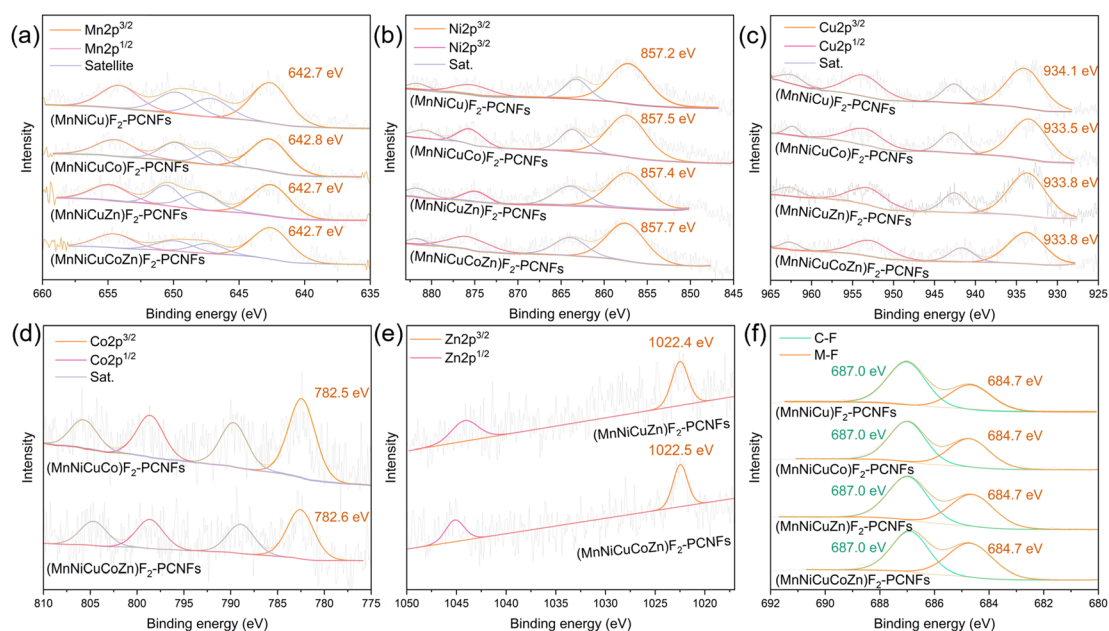 (a)
Mn2p3/2
Mn2p1/2
Satellite
642.7 eV
(MnNiCu)F2-PCNFs
642.8 eV
(MnNiCuCo)F2-PCNFs
642.7 eV
(MnNiCuZn)F2-PCNFs
642.7 eV
(MnNiCuCoZn)F2-PCNFs
Intensity
660 655 650 645 640 635
Binding energy (eV)
(b)
Ni2p3/2
Ni2p3/2
Sat.
857.2 eV
(MnNiCu)F2-PCNFs
857.5 eV
(MnNiCuCo)F2-PCNFs
857.4 eV
(MnNiCuZn)F2-PCNFs
857.7 eV
(MnNiCuCoZn)F2-PCNFs
Intensity
880 875 870 865 860 855 850 845
Binding energy (eV)
(c)
Cu2p3/2
Cu2p1/2
Sat.
934.1 eV
(MnNiCu)F2-PCNFs
933.5 eV
(MnNiCuCo)F2-PCNFs
933.8 eV
(MnNiCuZn)F2-PCNFs
933.8 eV
(MnNiCuCoZn)F2-PCNFs
Intensity
965 960 955 950 945 940 935 930 925
Binding energy (eV)
(d)
Co2p3/2
Co2p1/2
Sat.
782.5 eV
(MnNiCuCo)F2-PCNFs
782.6 eV
(MnNiCuCoZn)F2-PCNFs
Intensity
810 805 800 795 790 785 780 775
Binding energy (eV)
(e)
Zn2p3/2
Zn2p1/2
1022.4 eV
(MnNiCuZn)F2-PCNFs
1022.5 eV
(MnNiCuCoZn)F2-PCNFs
Intensity
1050 1045 1040 1035 1030 1025 1020
Binding energy (eV)
(f)
C-F
M-F
687.0 eV
684.7 eV
(MnNiCu)F2-PCNFs
687.0 eV
684.7 eV
(MnNiCuCo)F2-PCNFs
687.0 eV
684.7 eV
(MnNiCuZn)F2-PCNFs
687.0 eV
684.7 eV
(MnNiCuCoZn)F2-PCNFs
Intensity
692 690 688 686 684 682 680
Binding energy (eV)